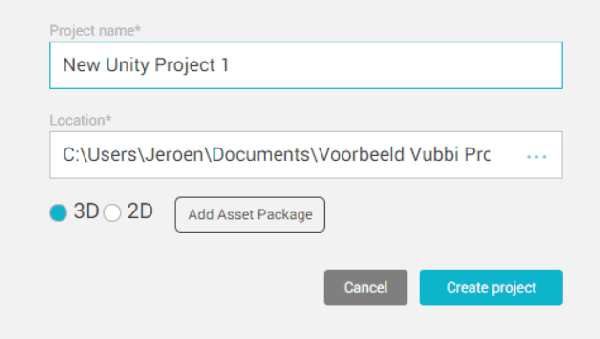 Project name*
New Unity Project 1
Location*
C:\Users\Jeroen\Documents\Voorbeeld Vubbi Prc
3D 2D Add Asset Package
Cancel Create project